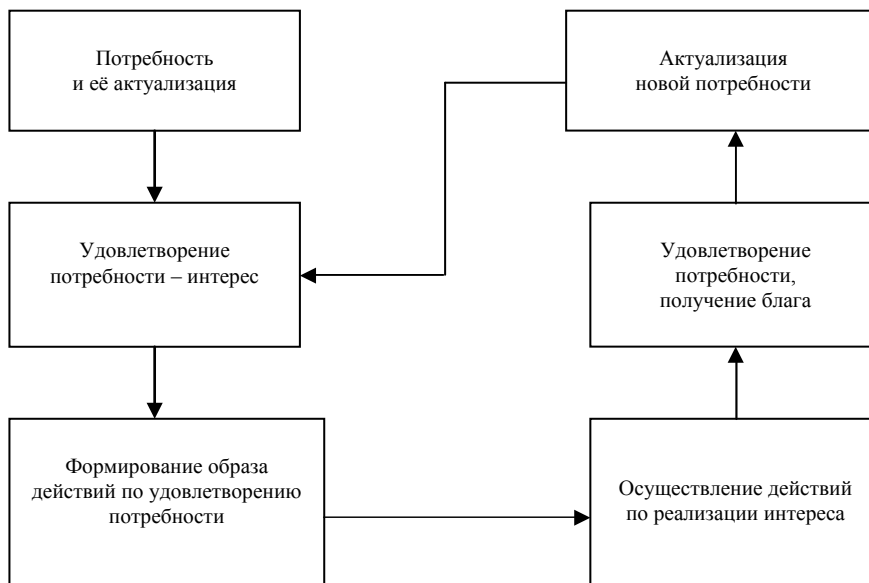 Потребность
и её актуализация
Актуализация
новой потребности
Удовлетворение
потребности – интерес
Удовлетворение
потребности,
получение блага
Формирование образа
действий по удовлетворению
потребности
Осуществление действий
по реализации интереса